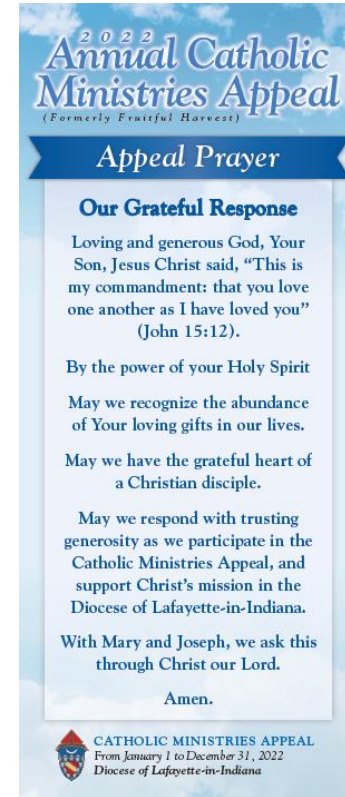 2022
Annual Catholic
Ministries Appeal
(Formerly Fruitful Harvest)
Appeal Prayer
Our Grateful Response
Loving and generous God, Your
Son, Jesus Christ said, “This is
my commandment: that you love
one another as I have loved you”
(John 15:12).
By the power of your Holy Spirit
May we recognize the abundance
of Your loving gifts in our lives.
May we have the grateful heart of
a Christian disciple.
May we respond with trusting
generosity as we participate in the
Catholic Ministries Appeal, and
support Christ’s mission in the
Diocese of Lafayette-in-Indiana.
With Mary and Joseph, we ask this
through Christ our Lord.
Amen.
CATHOLIC MINISTRIES APPEAL
From January 1 to December 31, 2022
Diocese of Lafayette-in-Indiana